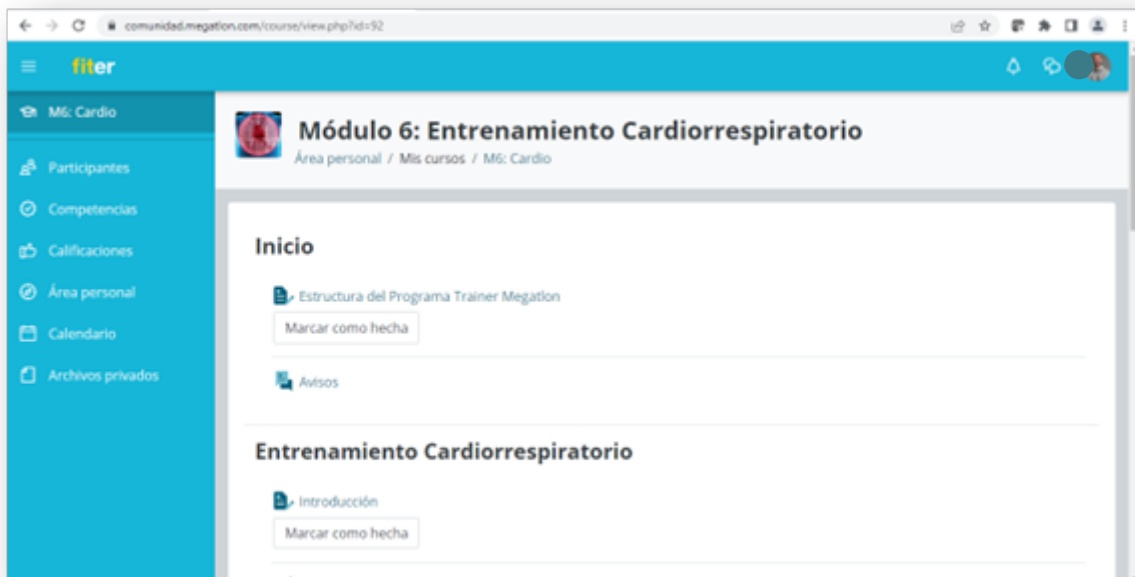 comunidad.megatlon.com/course/view.php?id=92
fiter
M6: Cardio
Participantes
Competencias
Calificaciones
Área personal
Calendario
Archivos privados
Módulo 6: Entrenamiento Cardiorrespiratorio
Área personal / Mis cursos / M6: Cardio
Inicio
Estructura del Programa Trainer Megatlon
Marcar como hecha
Avisos
Entrenamiento Cardiorrespiratorio
Introducción
Marcar como hecha